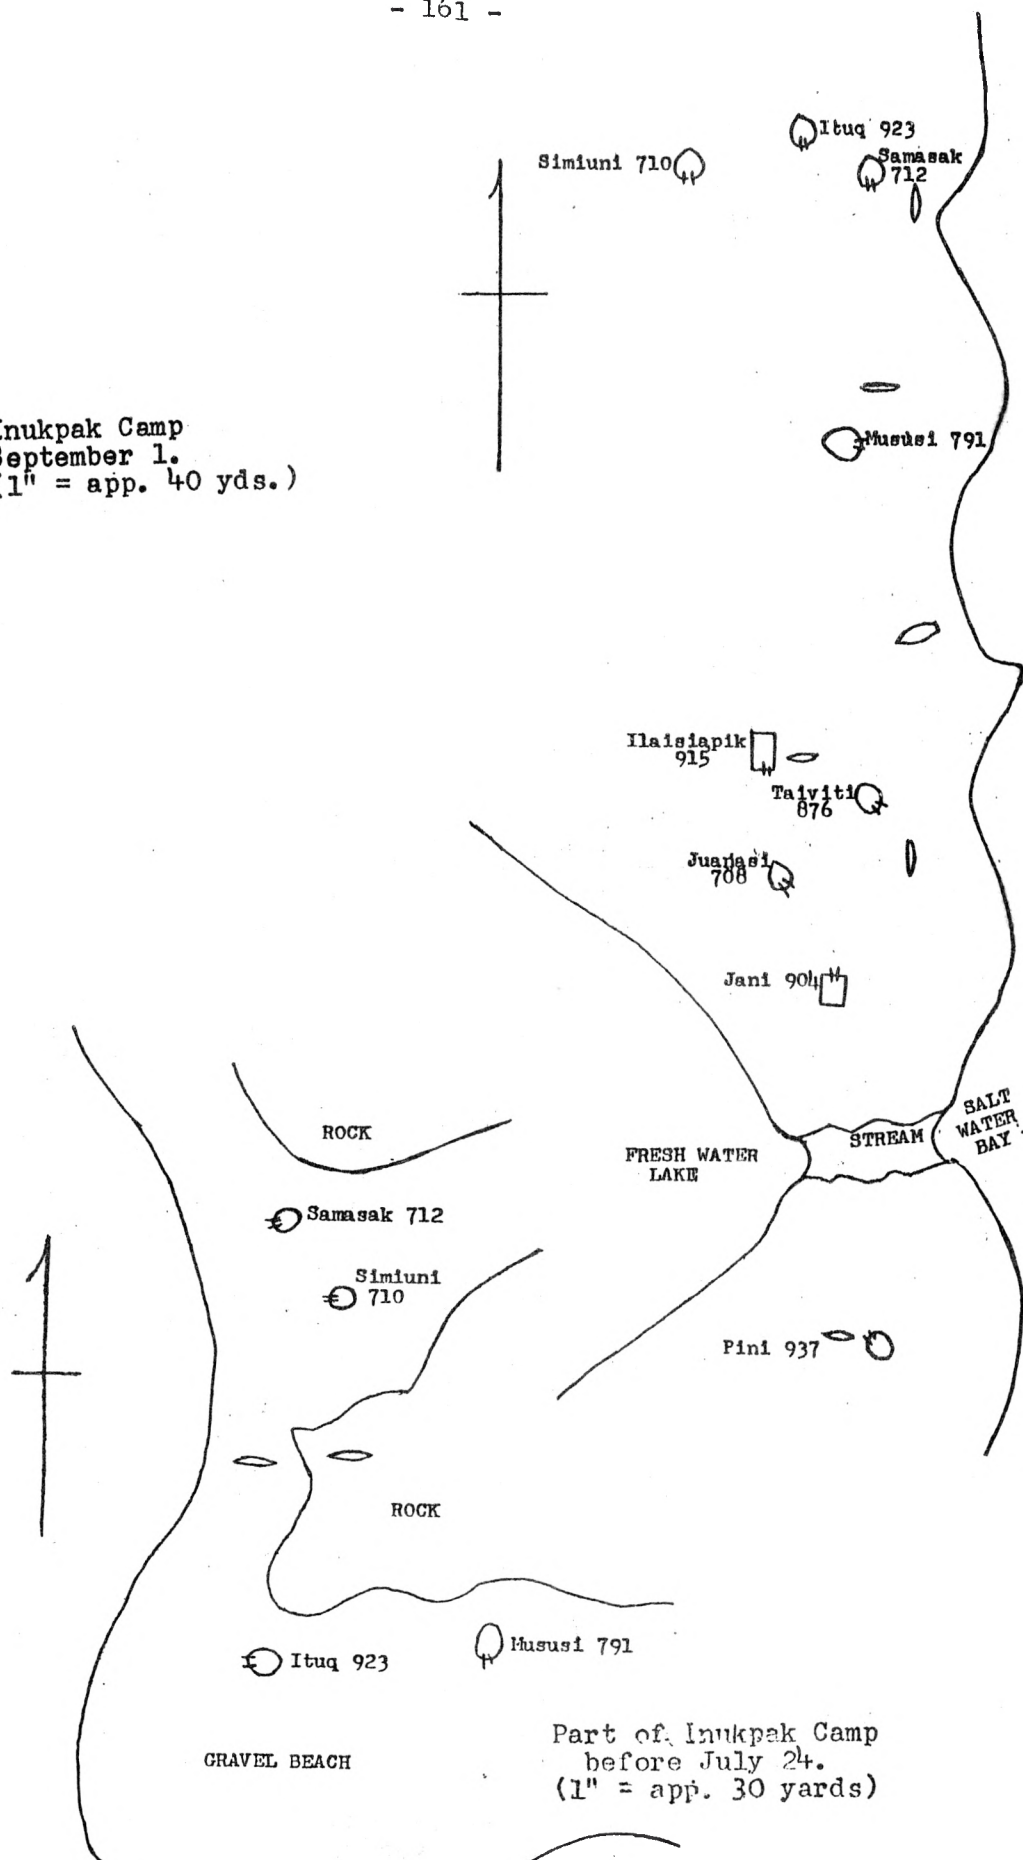 - 161 -
Ituq 923
Simiuni 710
Samasak
712
nukpak Camp
eptember 1.
(1" = app. 40 yds.)
Mususi 791
Ilaisiapik
915
Taiviti
876
Juanasi
708
Jani 904
SALT
WATER
BAY
STREAM
FRESH WATER
LAKE
ROCK
Samasak 712
Simiuni
710
Pini 937
ROCK
Mususi 791
Ituq 923
GRAVEL BEACH
Part of Inukpak Camp
before July 24.
(1" = app. 30 yards)